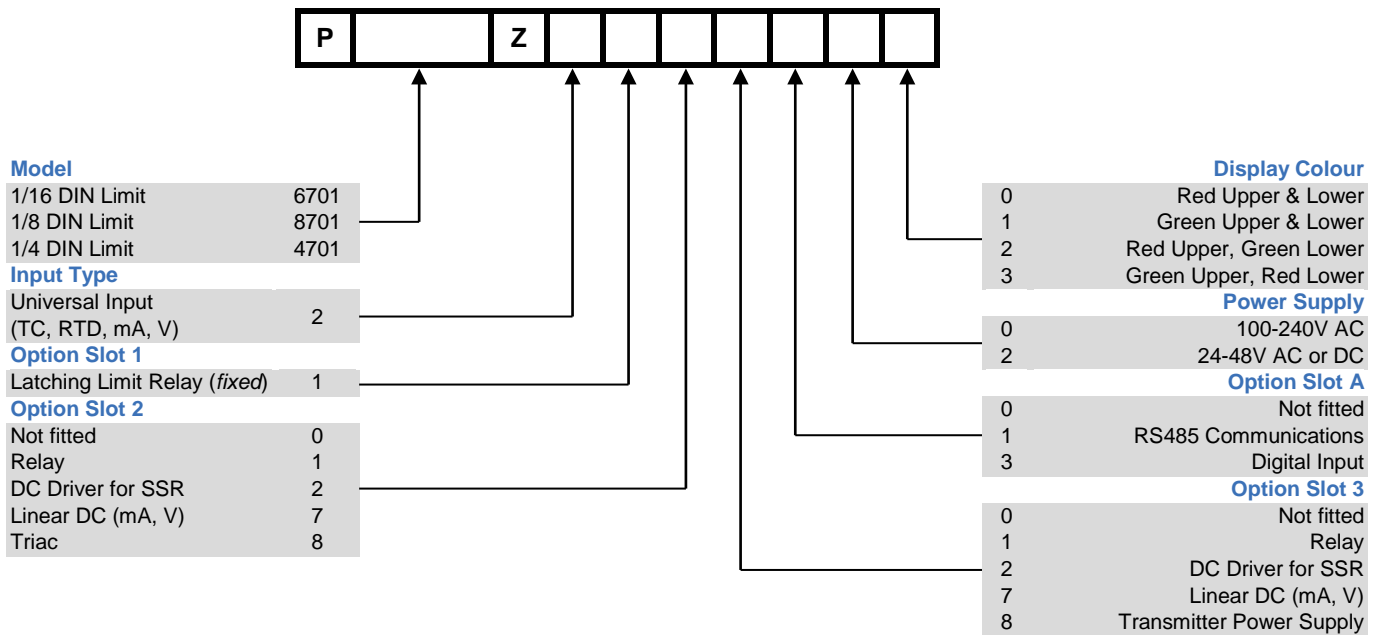 P Z
Model
1/16 DIN Limit 6701
1/8 DIN Limit 8701
1/4 DIN Limit 4701
Input Type
Universal Input
(TC, RTD, mA, V) 2
Option Slot 1
Latching Limit Relay (fixed) 1
Option Slot 2
Not fitted 0
Relay 1
DC Driver for SSR 2
Linear DC (mA, V) 7
Triac 8
Display Colour
0 Red Upper & Lower
1 Green Upper & Lower
2 Red Upper, Green Lower
3 Green Upper, Red Lower
Power Supply
0 100-240V AC
2 24-48V AC or DC
Option Slot A
0 Not fitted
1 RS485 Communications
3 Digital Input
Option Slot 3
0 Not fitted
1 Relay
2 DC Driver for SSR
7 Linear DC (mA, V)
8 Transmitter Power Supply